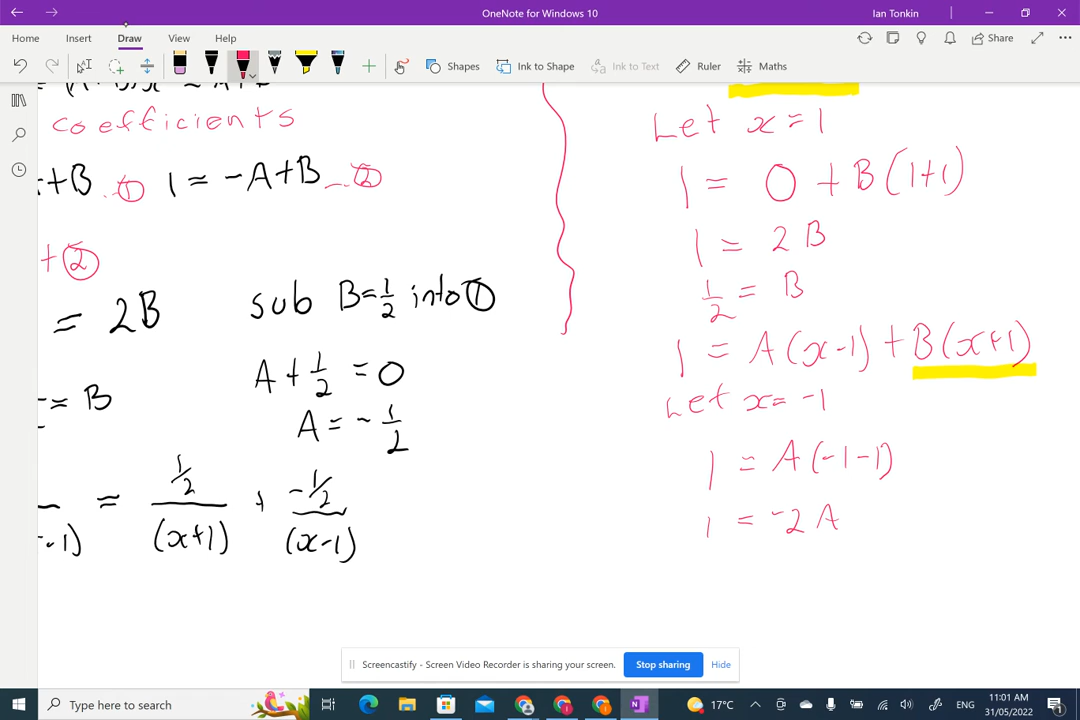 OneNote for Windows 10
Ian Tonkin
Home Insert Draw View Help
Share
Shapes Ink to Shape Ink to Text Ruler Maths
coefficients
+B ① 1 = -A+B ②
+ ②
= 2B
sub B=1/2 into ①
A + 1/2 = 0
= B
A = -1/2
-1) = 1/2/(x+1) + -1/2/(x-1)
Let x=1
1 = 0 + B(1+1)
1 = 2B
1/2 = B
1 = A(x-1) + B(x+1)
Let x= -1
1 = A(-1-1)
1 = -2A
Screencastify - Screen Video Recorder is sharing your screen. Stop sharing Hide
Type here to search
17°C
ENG
11:01 AM
31/05/2022
1